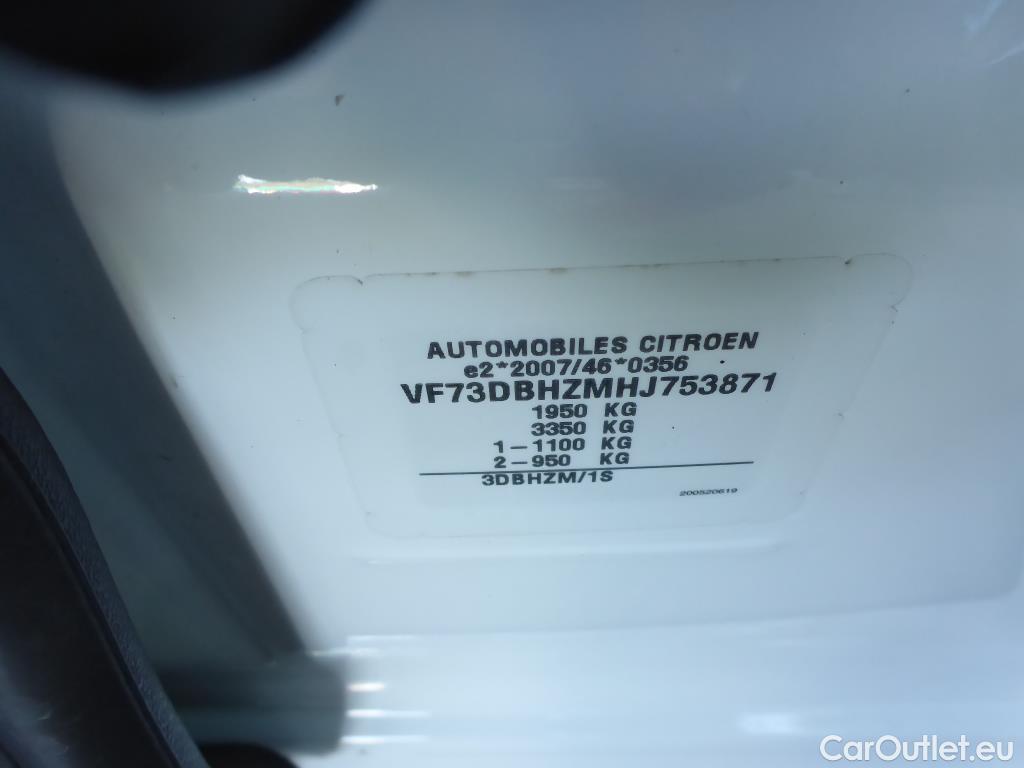 AUTOMOBILES CITROEN
e2*2007/46*0356
VF73DBHZMHJ753871
1950 KG
3350 KG
1-1100 KG
2-950 KG
3DBHZM/1S
200520619
CarOutlet.eu